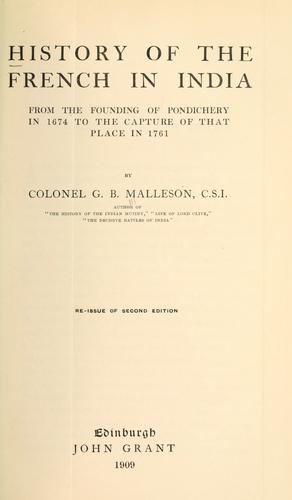 HISTORY OF THE
FRENCH IN INDIA
FROM THE FOUNDING OF PONDICHERY
IN 1674 TO THE CAPTURE OF THAT
PLACE IN 1761
BY
COLONEL G. B. MALLESON, C.S.I.
AUTHOR OF
"THE HISTORY OF THE INDIAN MUTINY," "LIFE OF LORD CLIVE,"
"THE DECISIVE BATTLES OF INDIA"
RE-ISSUE OF SECOND EDITION
Edinburgh
JOHN GRANT
1909